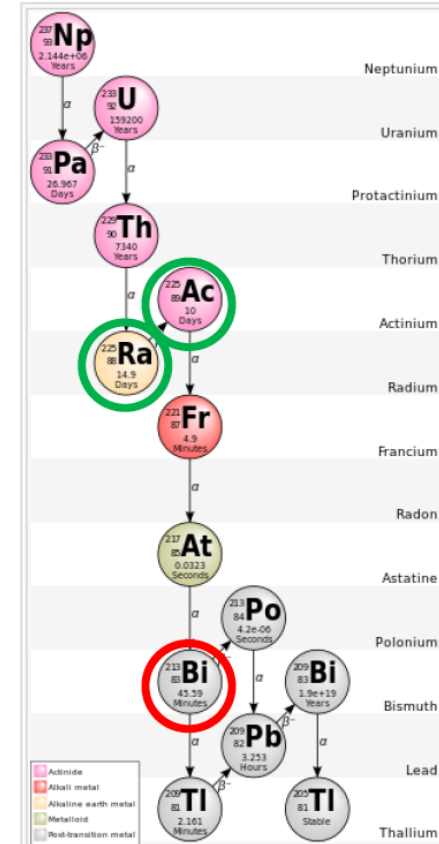 237
93 Np
2.144e+06
Years
Neptunium
α
β⁻
233
92 U
159200
Years
Uranium
233
91 Pa
26.967
Days
α
Protactinium
229
90 Th
7340
Years
Thorium
α
225
89 Ac
10
Days
Actinium
225
88 Ra
14.9
Days
α
Radium
221
87 Fr
4.9
Minutes
Francium
α
Radon
217
85 At
0.0323
Seconds
Astatine
α
213
84 Po
4.2e-06
Seconds
Polonium
213
83 Bi
45.59
Minutes
α
209
83 Bi
1.9e+19
Years
Bismuth
β⁻
α
209
82 Pb
3.253
Hours
α
Lead
β⁻
209
81 Tl
2.161
Minutes
205
81 Tl
Stable
Thallium
Actinide
Alkali metal
Alkaline earth metal
Metalloid
Post-transition metal